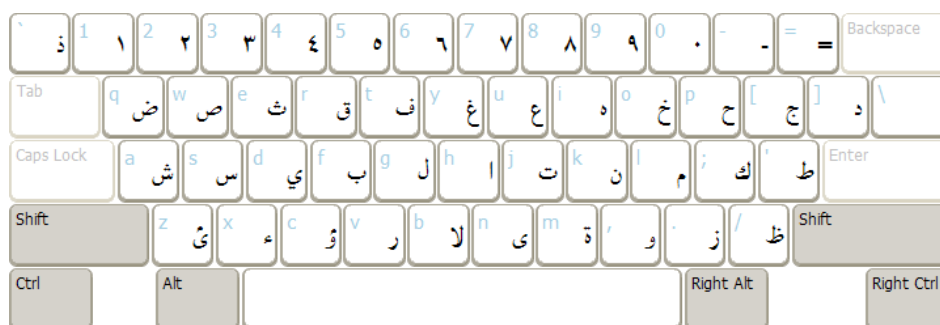 ` ذ 1 ١ 2 ٢ 3 ٣ 4 ٤ 5 ٥ 6 ٦ 7 ٧ 8 ٨ 9 ٩ 0 ٠ - - = = Backspace
Tab q ض w ص e ث r ق t ف y غ u ع i ه o خ p ح [ ج ] د \
Caps Lock a ش s س d ي f ب g ل h ا j ت k ن l م ; ك ' ط Enter
Shift z ئ x ء c ؤ v ر b لا n ى m ة , و . ز / ظ Shift
Ctrl Alt Right Alt Right Ctrl